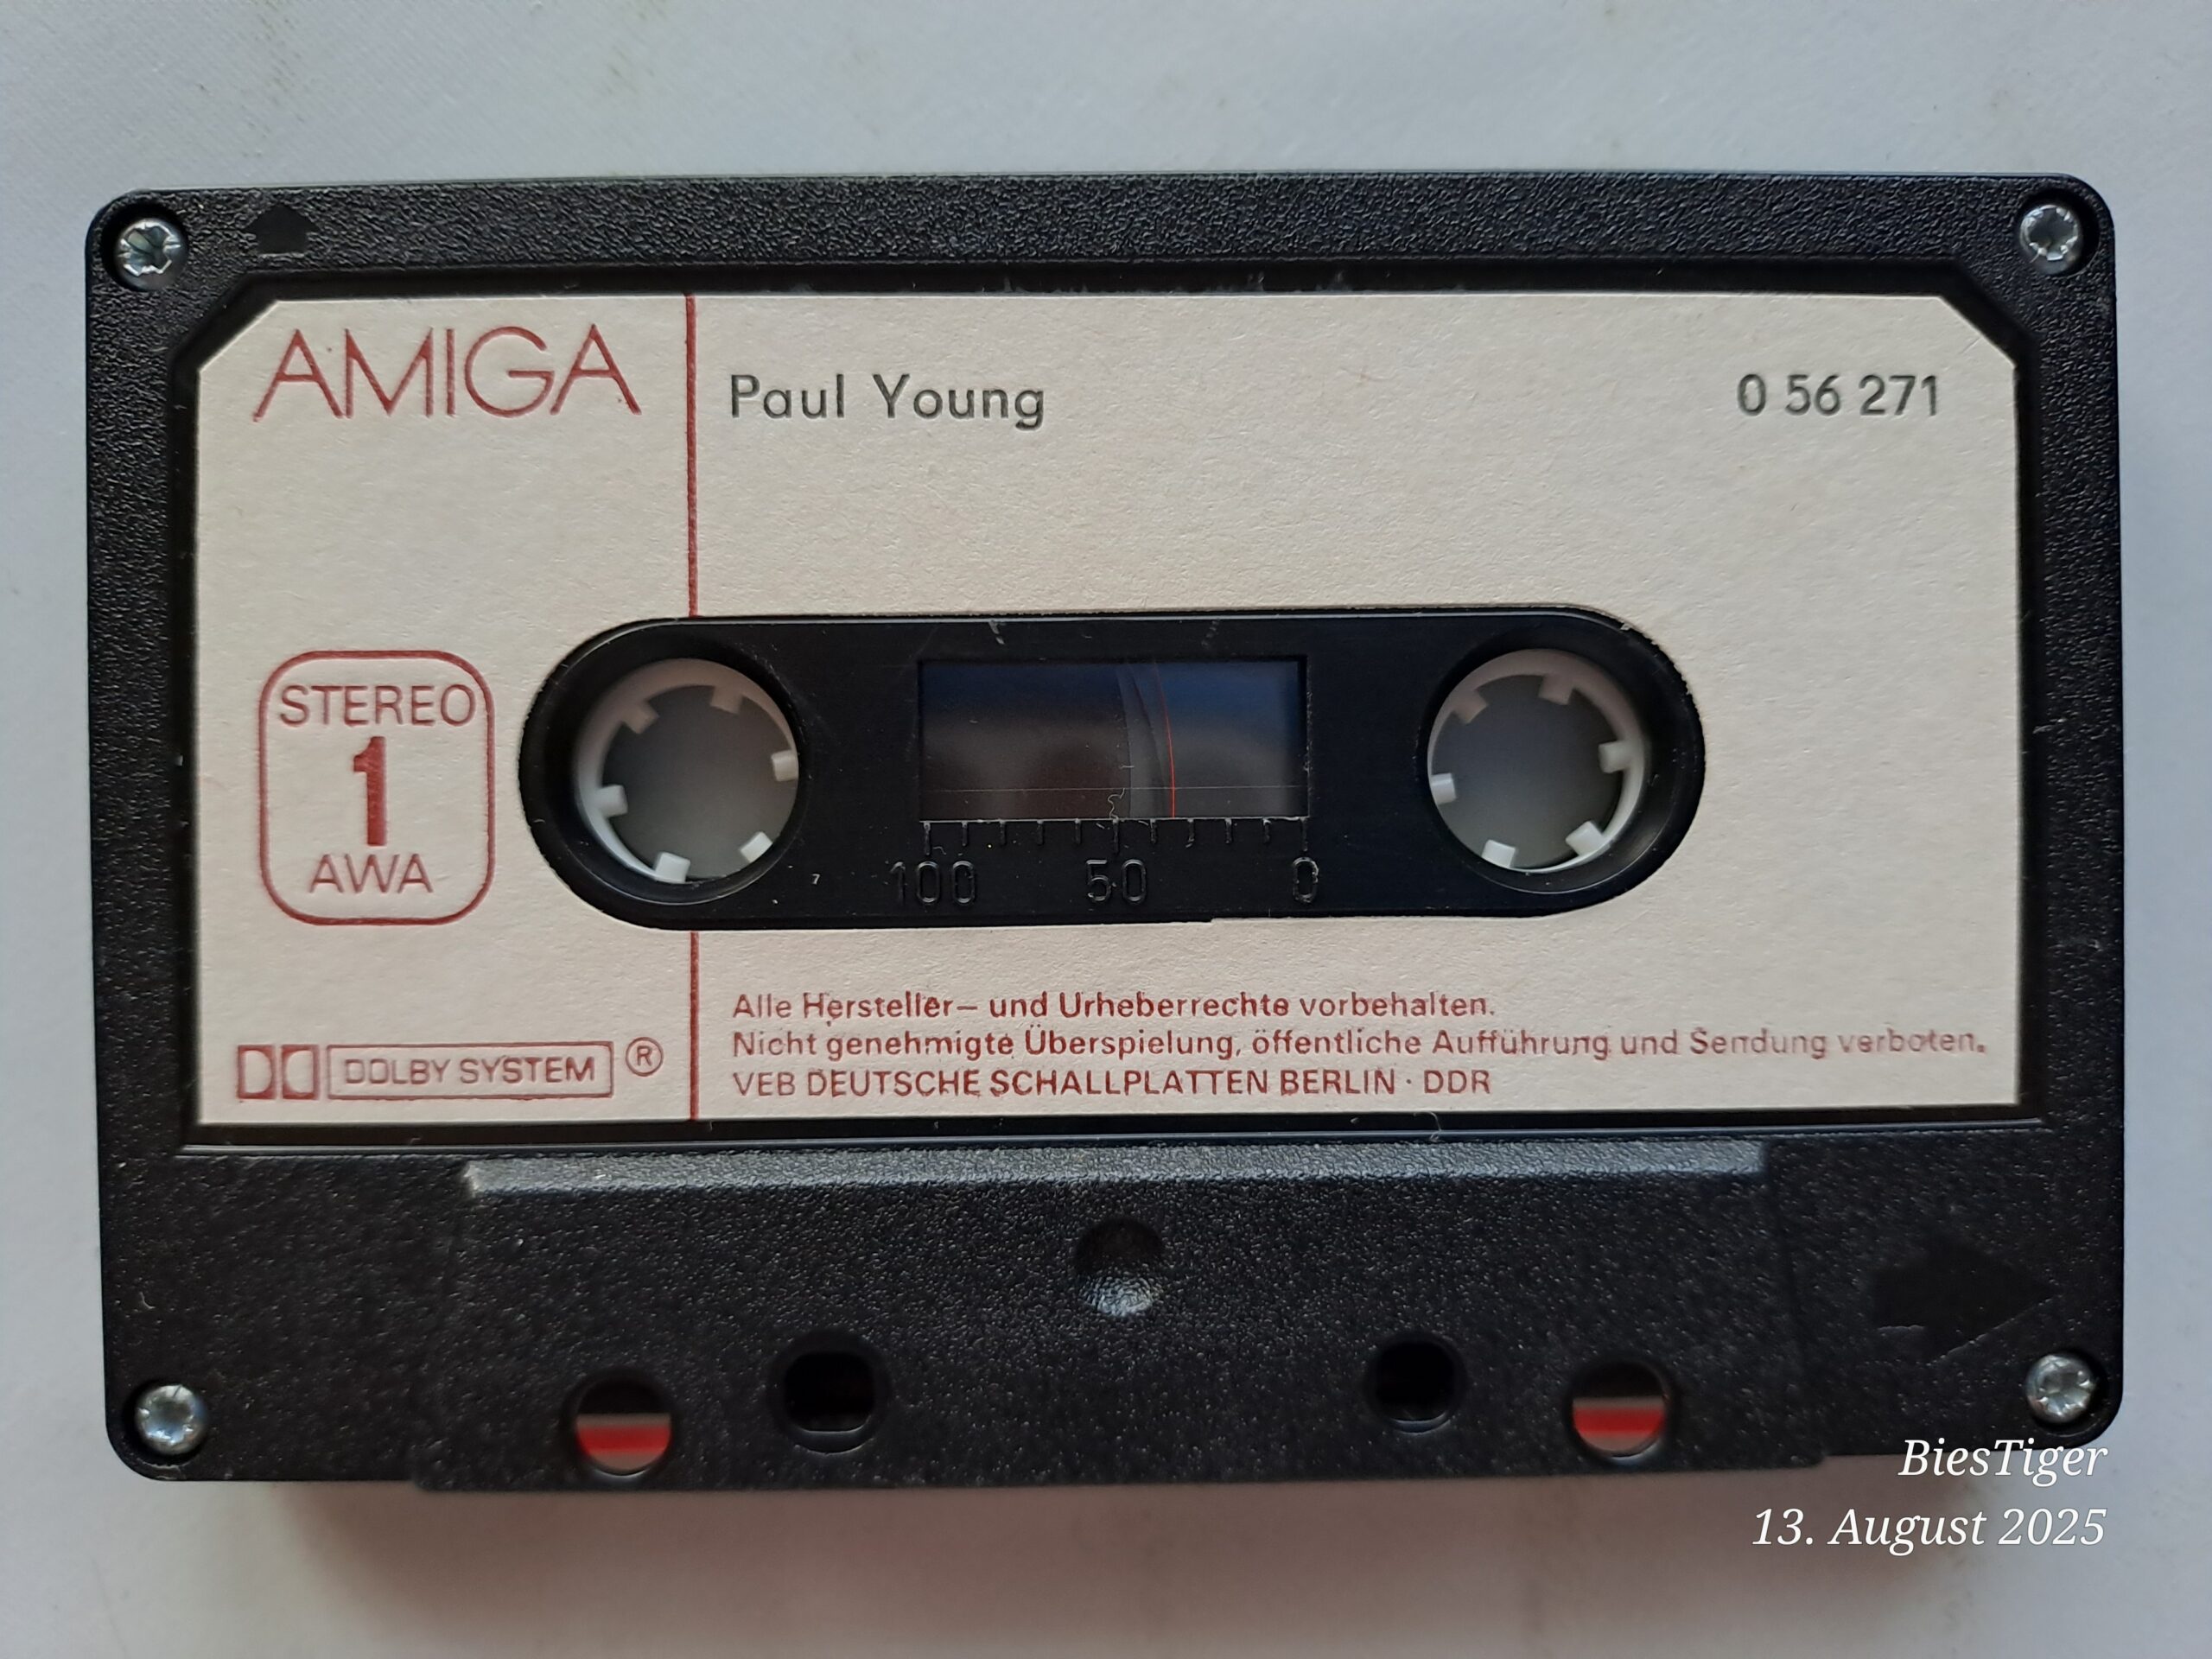 AMIGA
Paul Young
0 56 271
STEREO
1
AWA
100 50 0
Alle Hersteller– und Urheberrechte vorbehalten.
Nicht genehmigte Überspielung, öffentliche Aufführung und Sendung verboten.
VEB DEUTSCHE SCHALLPLATTEN BERLIN · DDR
DOLBY SYSTEM ®
BiesTiger
13. August 2025